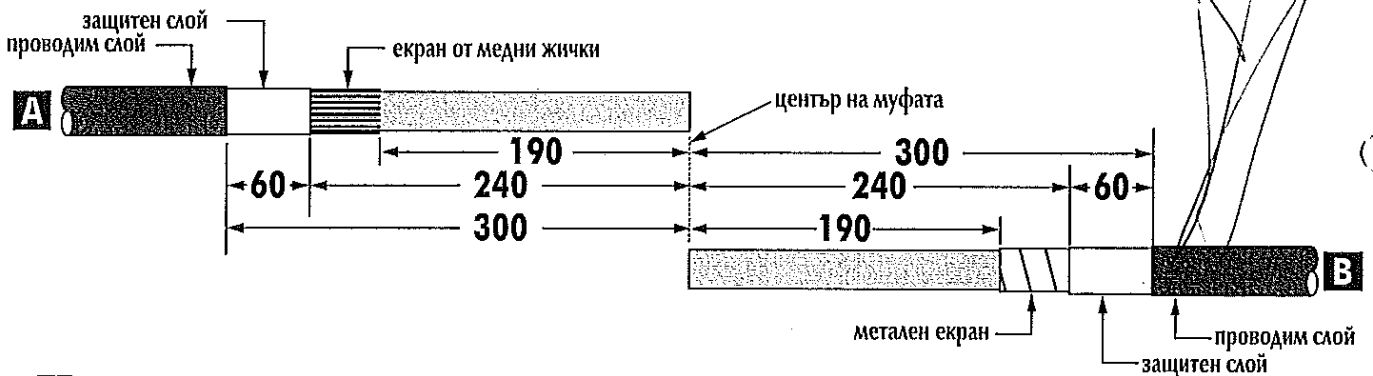 защитен слой
проводим слой
екран от медни жички
A
център на муфата
190
300
60
240
240
60
300
190
B
метален екран
проводим слой
защитен слой